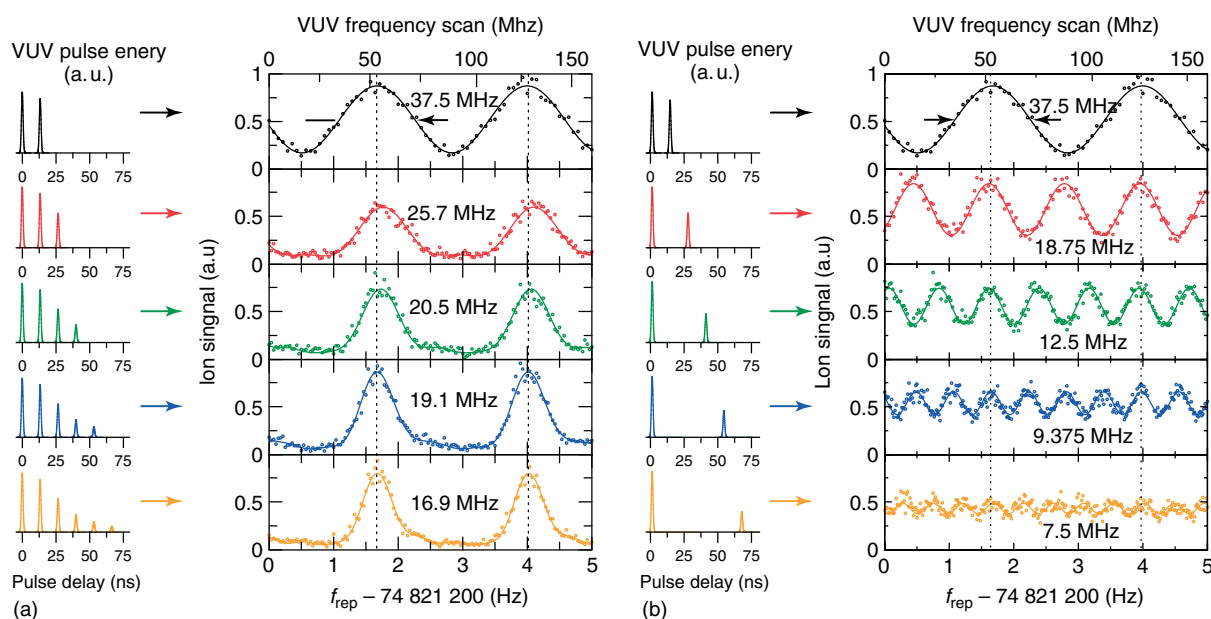 VUV frequency scan (Mhz)
VUV pulse enery
(a. u.)
0 50 100 150
1
0.5
0
37.5 MHz
0 25 50 75
25.7 MHz
0.5
0
0 25 50 75
20.5 MHz
0.5
0
0 25 50 75
19.1 MHz
0.5
0
0 25 50 75
16.9 MHz
0.5
0
0 25 50 75
Ion singnal (a.u)
0 1 2 3 4 5
Pulse delay (ns)
f_rep – 74 821 200 (Hz)
(a)
VUV frequency scan (Mhz)
VUV pulse enery
(a. u.)
0 50 100 150
1
0.5
0
37.5 MHz
0 25 50 75
18.75 MHz
0.5
0
0 25 50 75
12.5 MHz
0.5
0
0 25 50 75
9.375 MHz
0.5
0
0 25 50 75
7.5 MHz
0.5
0
0 25 50 75
Lon singnal (a.u)
0 1 2 3 4 5
Pulse delay (ns)
f_rep – 74 821 200 (Hz)
(b)